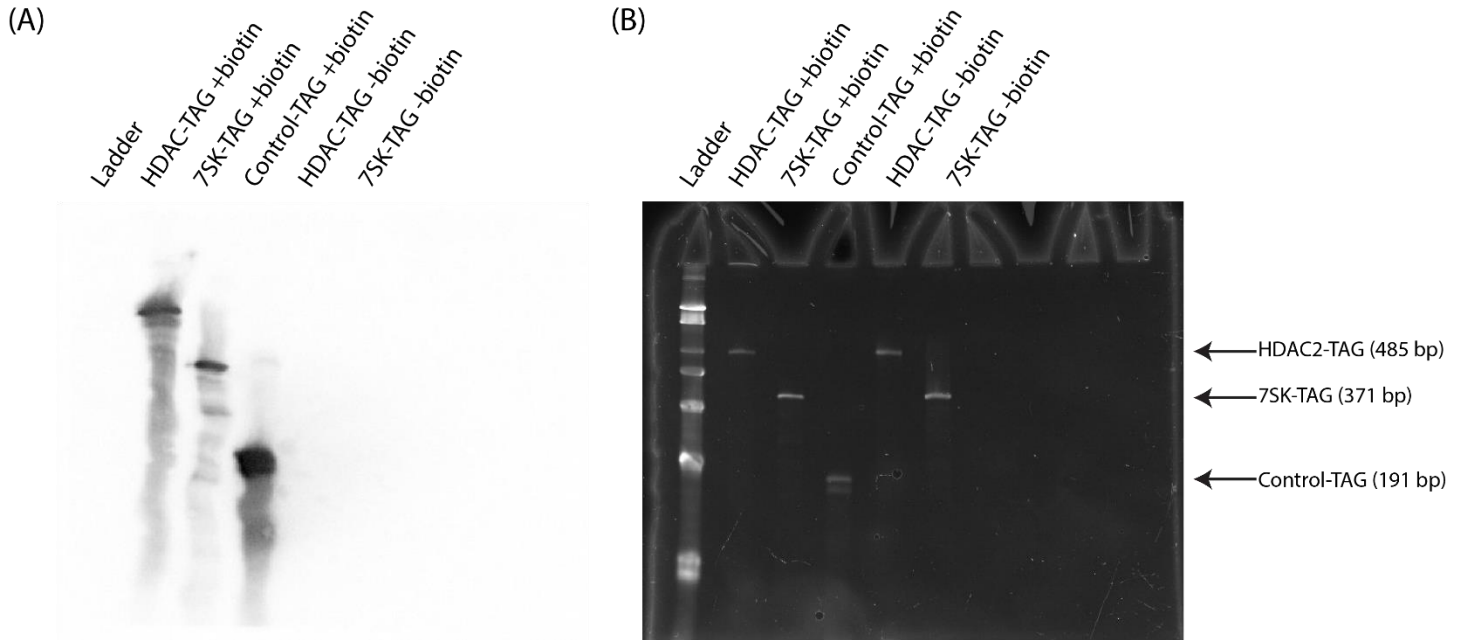 (A)
Ladder
HDAC-TAG +biotin
7SK-TAG +biotin
Control-TAG +biotin
HDAC-TAG -biotin
7SK-TAG -biotin
(B)
Ladder
HDAC-TAG +biotin
7SK-TAG +biotin
Control-TAG +biotin
HDAC-TAG -biotin
7SK-TAG -biotin
HDAC2-TAG (485 bp)
7SK-TAG (371 bp)
Control-TAG (191 bp)